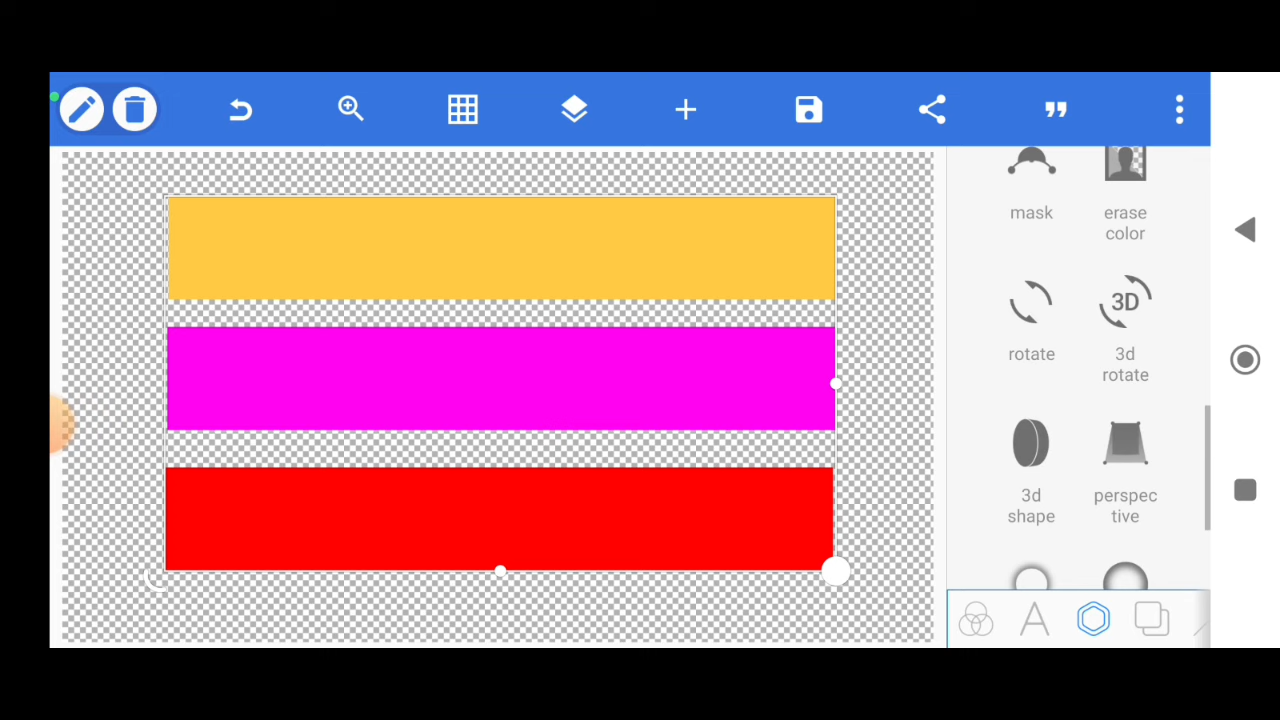 mask
erase
color
rotate
3D
3d
rotate
3d
shape
perspec
tive
A